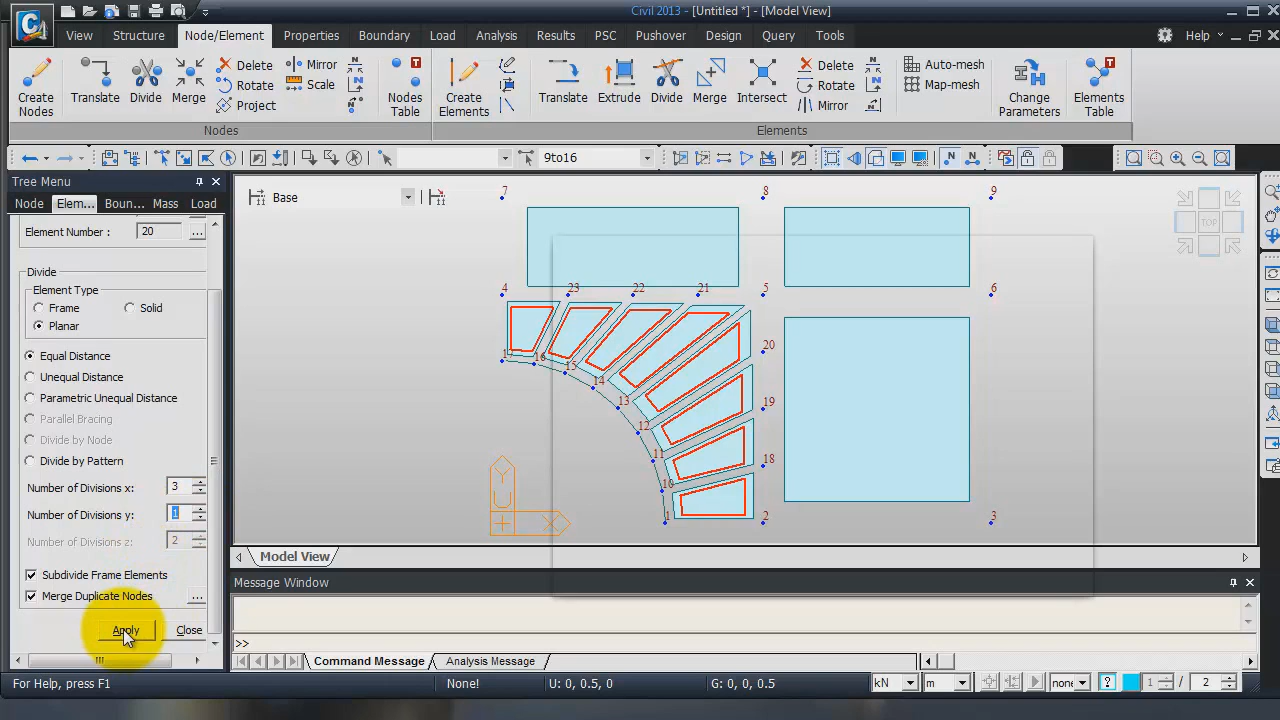 Civil 2013 - [Untitled *] - [Model View]
View Structure Node/Element Properties Boundary Load Analysis Results PSC Pushover Design Query Tools Help
Create Nodes
Translate
Divide
Merge
Delete
Rotate
Project
Mirror
Scale
Nodes Table
Create Elements
Translate
Extrude
Divide
Merge
Intersect
Delete
Rotate
Mirror
Auto-mesh
Map-mesh
Change Parameters
Elements Table
Nodes
Elements
9to16
Tree Menu
Node Elem... Boun... Mass Load
Element Number : 20 ...
Divide
Element Type
Frame Solid
Planar
Equal Distance
Unequal Distance
Parametric Unequal Distance
Parallel Bracing
Divide by Node
Divide by Pattern
Number of Divisions x: 3
Number of Divisions y: 1
Number of Divisions z: 2
Subdivide Frame Elements
Merge Duplicate Nodes ...
Apply Close
Base
7 8 9
TOP
4 23 22 21 5 6
20
16
15
14
13
19
12
11
18
10
1 2 3
Y
U
X
Model View
Message Window
>>
Command Message Analysis Message
For Help, press F1 None! U: 0, 0.5, 0 G: 0, 0, 0.5 kN m none ? 1 / 2